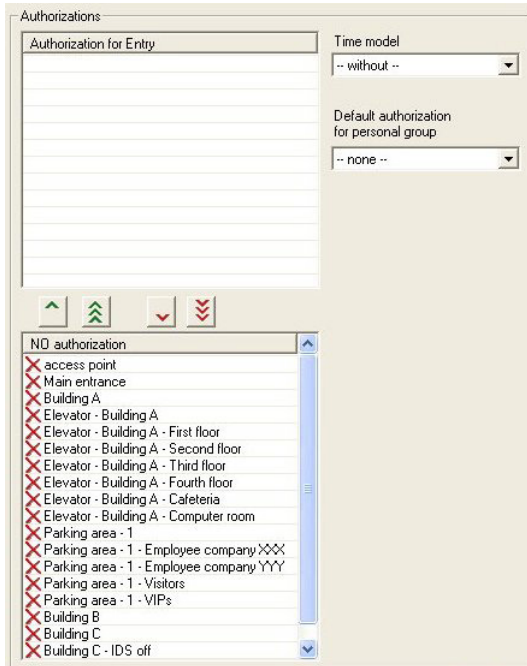 Authorizations
Authorization for Entry
Time model
-- without --
Default authorization
for personal group
-- none --
NO authorization
access point
Main entrance
Building A
Elevator - Building A
Elevator - Building A - First floor
Elevator - Building A - Second floor
Elevator - Building A - Third floor
Elevator - Building A - Fourth floor
Elevator - Building A - Cafeteria
Elevator - Building A - Computer room
Parking area - 1
Parking area - 1 - Employee company XXX
Parking area - 1 - Employee company YYY
Parking area - 1 - Visitors
Parking area - 1 - VIPs
Building B
Building C
Building C - IDS off